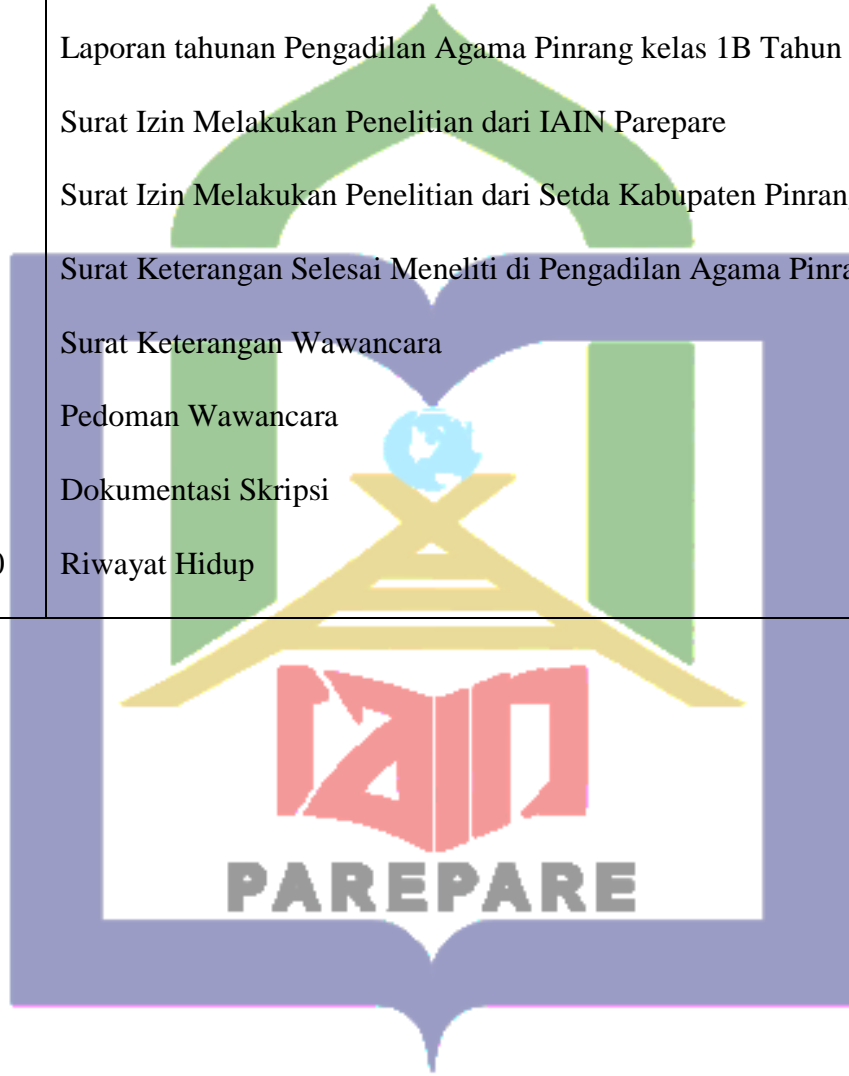 Laporan tahunan Pengadilan Agama Pinrang kelas 1B Tahun
Surat Izin Melakukan Penelitian dari IAIN Parepare
Surat Izin Melakukan Penelitian dari Setda Kabupaten
Surat Keterangan Selesai Meneliti di Pengadilan Agama
Surat Keterangan Wawancara
Pedoman Wawancara
Dokumentasi Skripsi
Riwayat Hidup
iain
PAREPARE